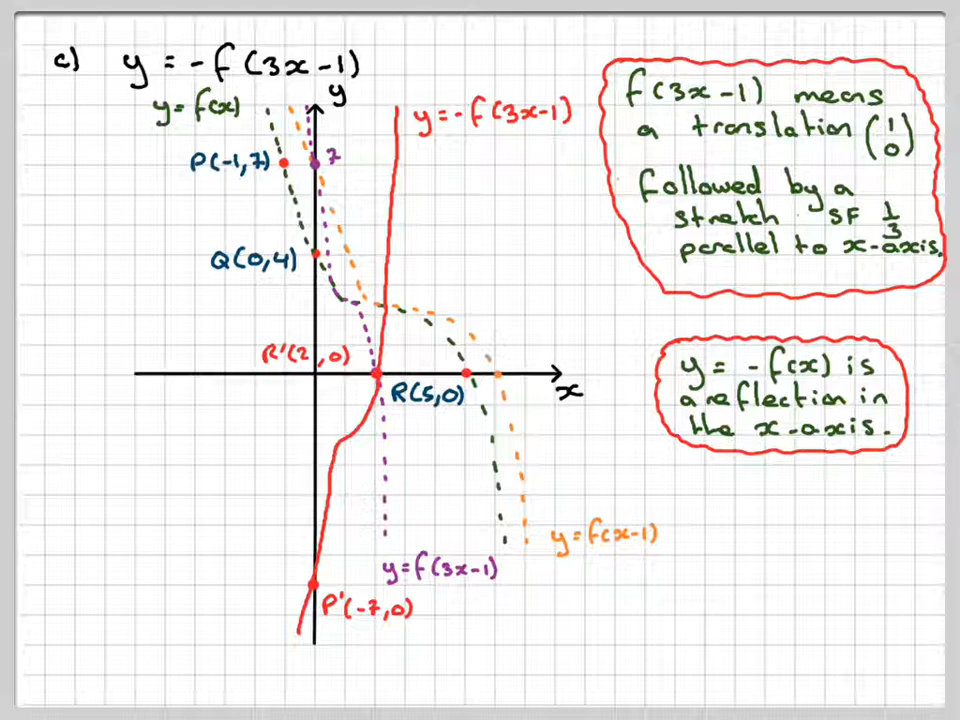 c) y = -f(3x-1)
y
y = f(x)
y = -f(3x-1)
P(-1,7)
7
Q(0,4)
R'(2,0)
R(5,0)
x
y = f(x-1)
y = f(3x-1)
P'(-7,0)
f(3x-1) means
a translation (1 0)
followed by a
stretch SF 1/3
parallel to x-axis.
y = -f(x) is
a reflection in
the x-axis.